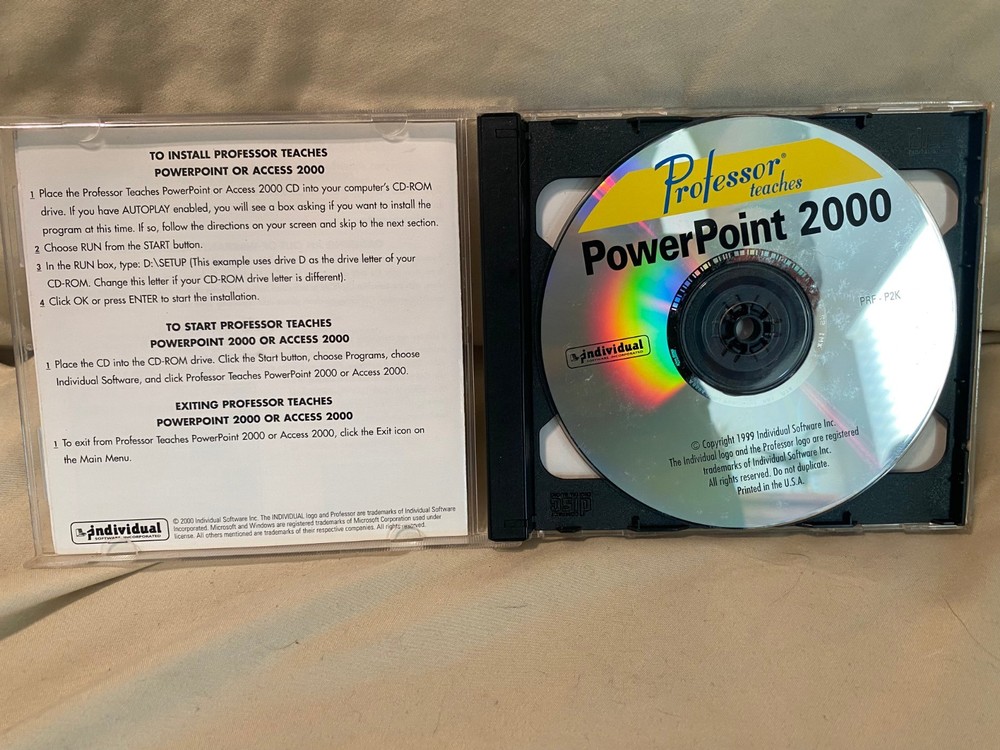 TO INSTALL PROFESSOR TEACHES
POWERPOINT OR ACCESS 2000
1 Place the Professor Teaches PowerPoint or Access 2000 CD into your computer's CD-ROM
drive. If you have AUTOPLAY enabled, you will see a box asking if you want to install the
program at this time. If so, follow the directions on your screen and skip to the next section.
2 Choose RUN from the START button.
3 In the RUN box, type: D:\SETUP (This example uses drive D as the drive letter of your
CD-ROM. Change this letter if your CD-ROM drive letter is different).
4 Click OK or press ENTER to start the installation.
TO START PROFESSOR TEACHES
POWERPOINT 2000 OR ACCESS 2000
1 Place the CD into the CD-ROM drive. Click the Start button, choose Programs, choose
Individual Software, and click Professor Teaches PowerPoint 2000 or Access 2000.
EXITING PROFESSOR TEACHES
POWERPOINT 2000 OR ACCESS 2000
1 To exit from Professor Teaches PowerPoint 2000 or Access 2000, click the Exit icon on
the Main Menu.
individual
SOFTWARE, INCORPORATED
© 2000 Individual Software Inc. The INDIVIDUAL logo and Professor are trademarks of Individual Software
Incorporated. Microsoft and Windows are registered trademarks of Microsoft Corporation used under
license. All others mentioned are trademarks of their respective companies. All rights reserved.
Professor®
teaches
PowerPoint 2000
PRF - P2K
individual
SOFTWARE, INCORPORATED
© Copyright 1999 Individual Software Inc.
The Individual logo and the Professor logo are registered
trademarks of Individual Software Inc.
All rights reserved. Do not duplicate.
Printed in the U.S.A.